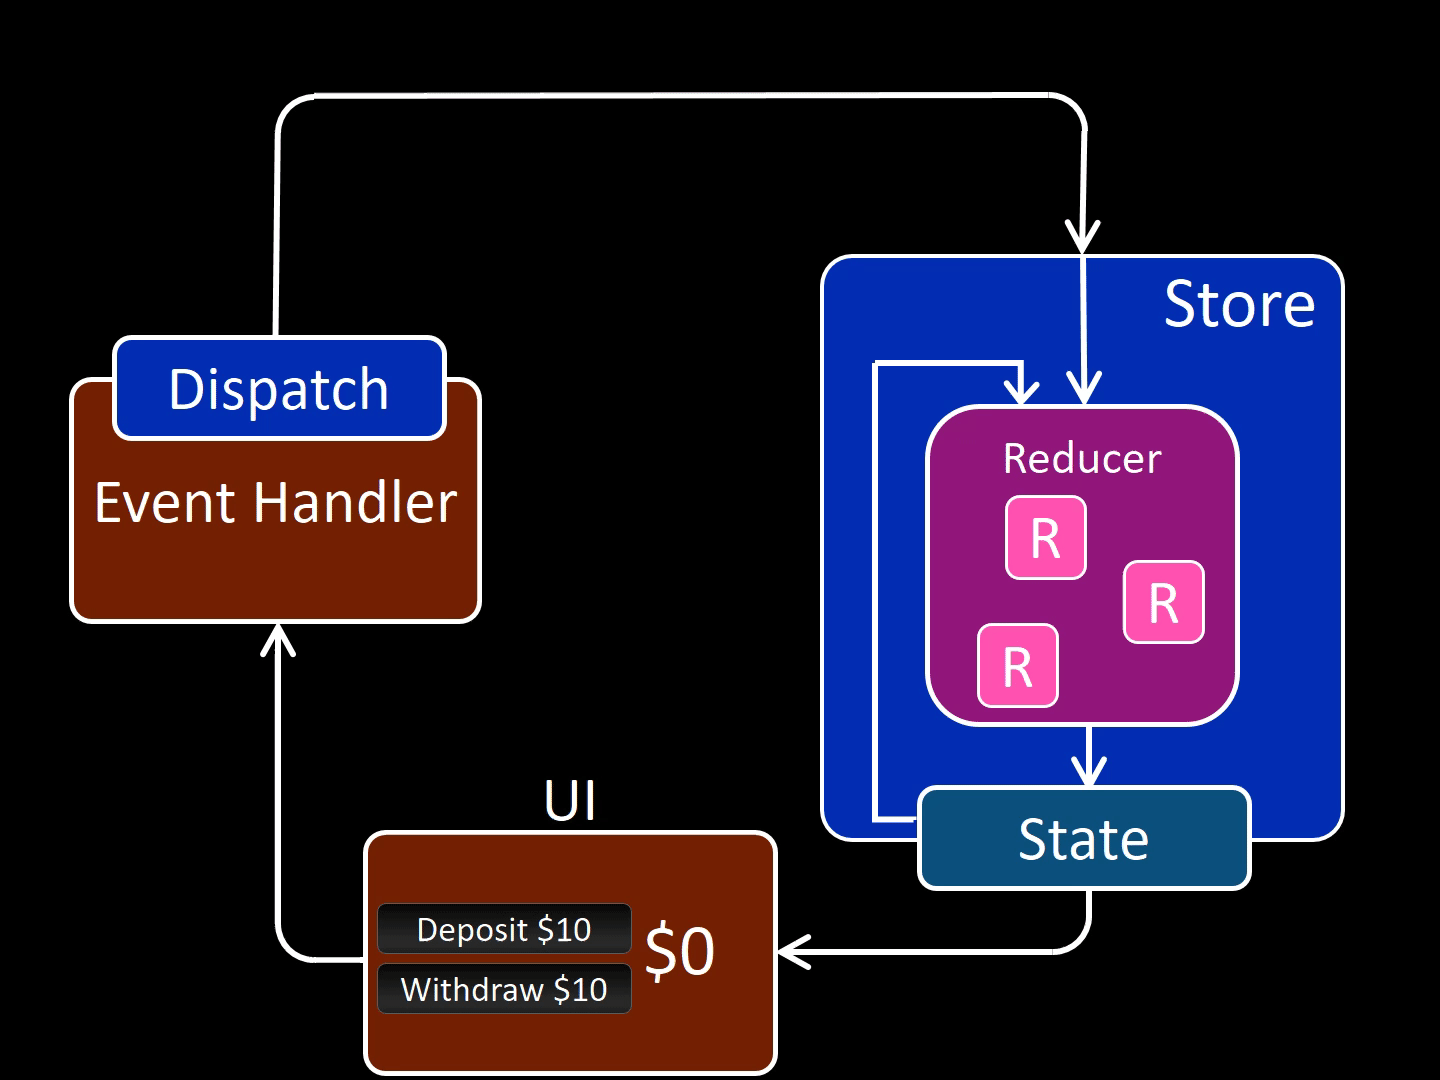 Store
Dispatch
Event Handler
Reducer
R
R
R
UI
State
Deposit $10
$0
Withdraw $10